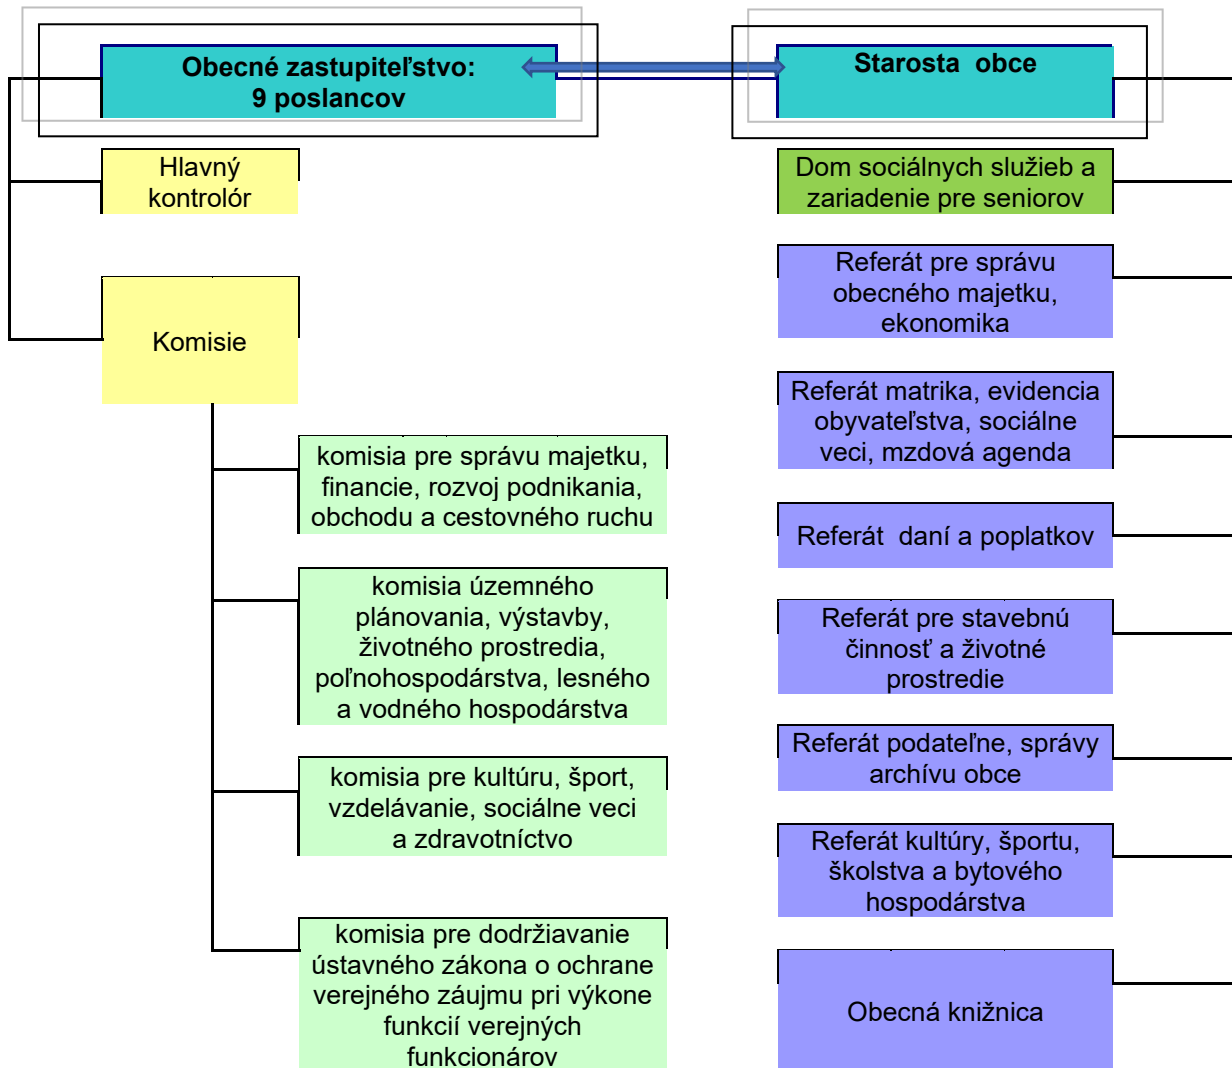 Obecné zastupiteľstvo:
9 poslancov
Starosta  obce
Hlavný
kontrolór
Komisie
komisia pre správu majetku,
financie, rozvoj podnikania,
obchodu a cestovného ruchu
komisia územného
plánovania, výstavby,
životného prostredia,
poľnohospodárstva, lesného
a vodného hospodárstva
komisia pre kultúru, šport,
vzdelávanie, sociálne veci
a zdravotníctvo
komisia pre dodržiavanie
ústavného zákona o ochrane
verejného záujmu pri výkone
funkcií verejných
funkcionárov
Dom sociálnych služieb a
zariadenie pre seniorov
Referát pre správu
obecného majetku,
ekonomika
Referát matrika, evidencia
obyvateľstva, sociálne
veci, mzdová agenda
Referát  daní a poplatkov
Referát pre stavebnú
činnosť a životné
prostredie
Referát podateľne, správy
archívu obce
Referát kultúry, športu,
školstva a bytového
hospodárstva
Obecná knižnica